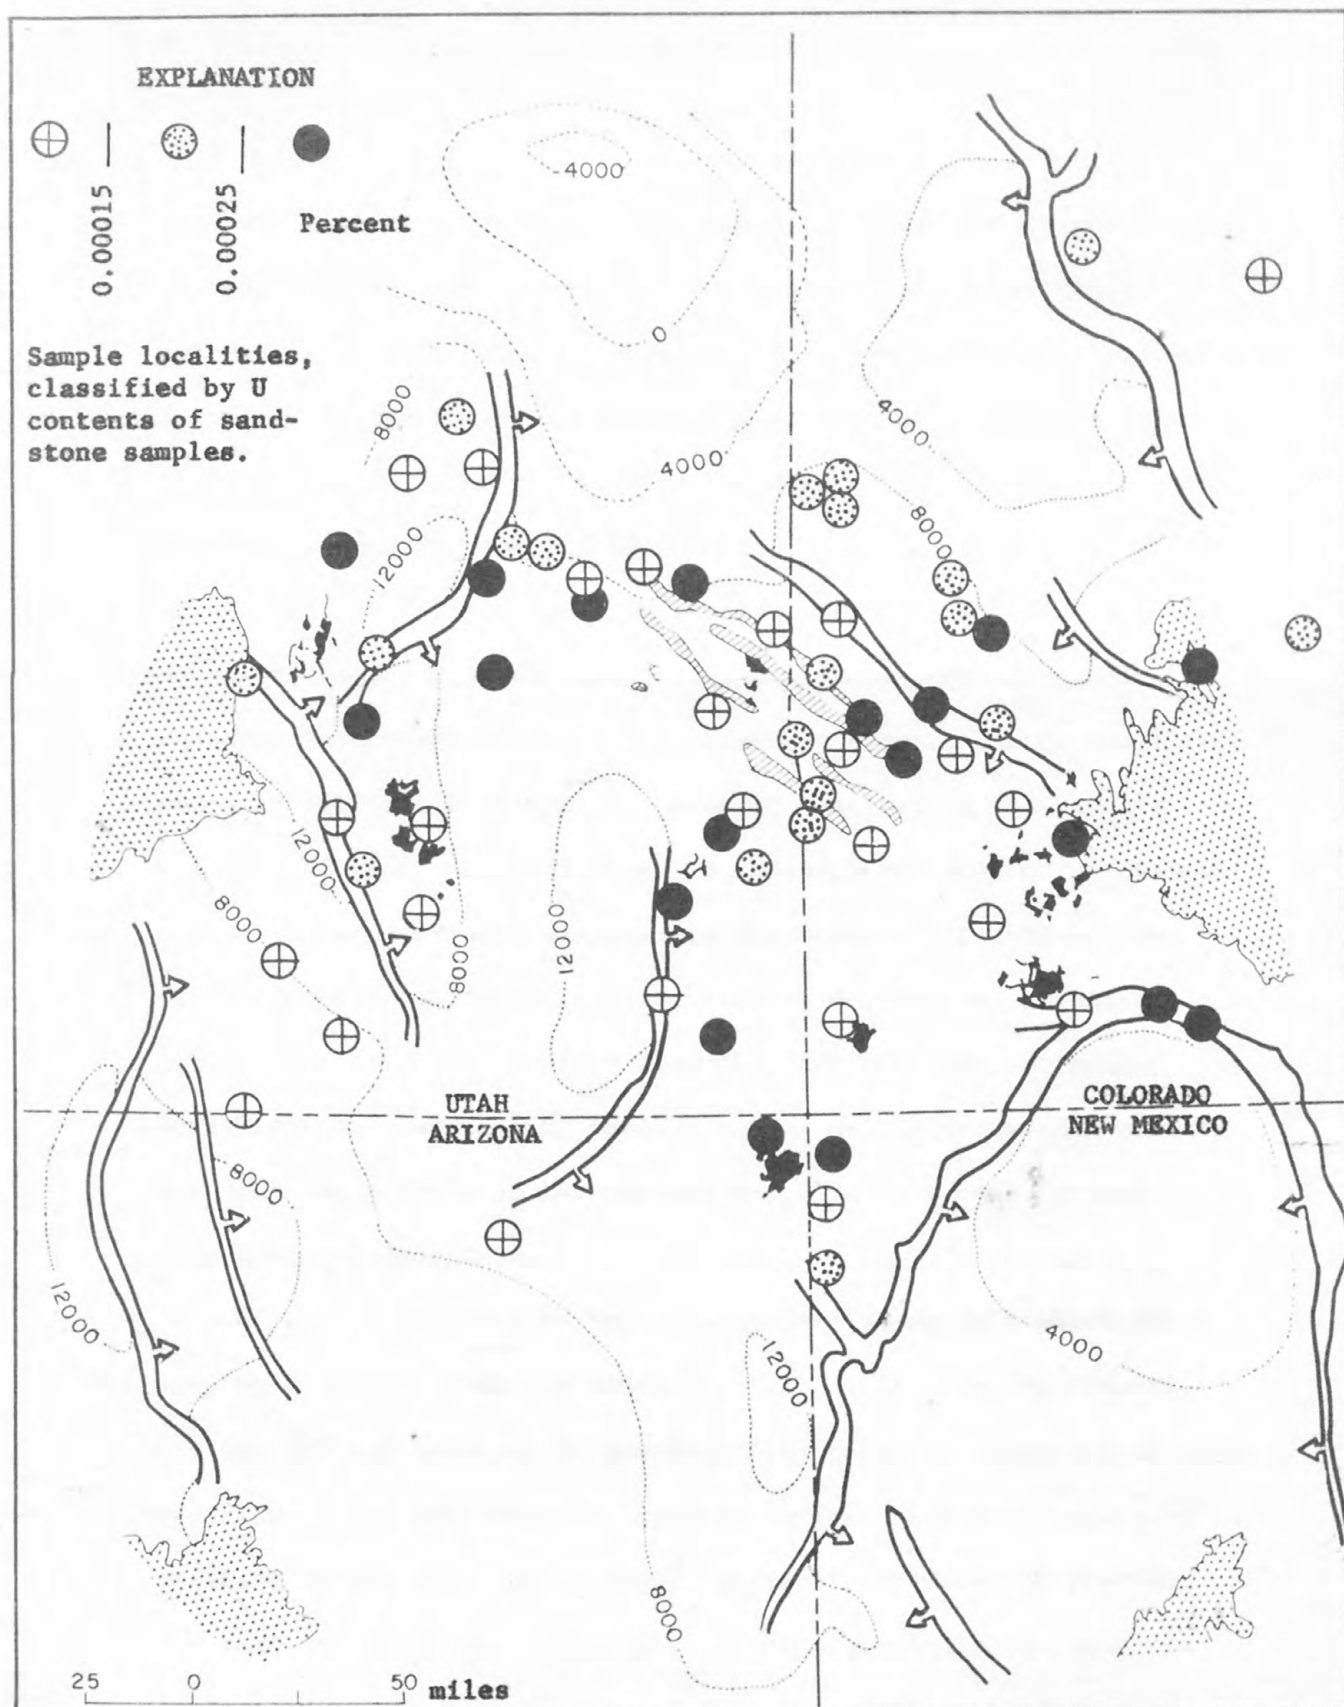 EXPLANATION
0.00015
0.00025
Percent
Sample localities,
classified by U
contents of sand-
stone samples.
-4000
0
8000
4000
4000
12000
8000
12000
8000
8000
12000
UTAH
ARIZONA
COLORADO
NEW MEXICO
8000
12000
12000
4000
8000
25 0 50 miles